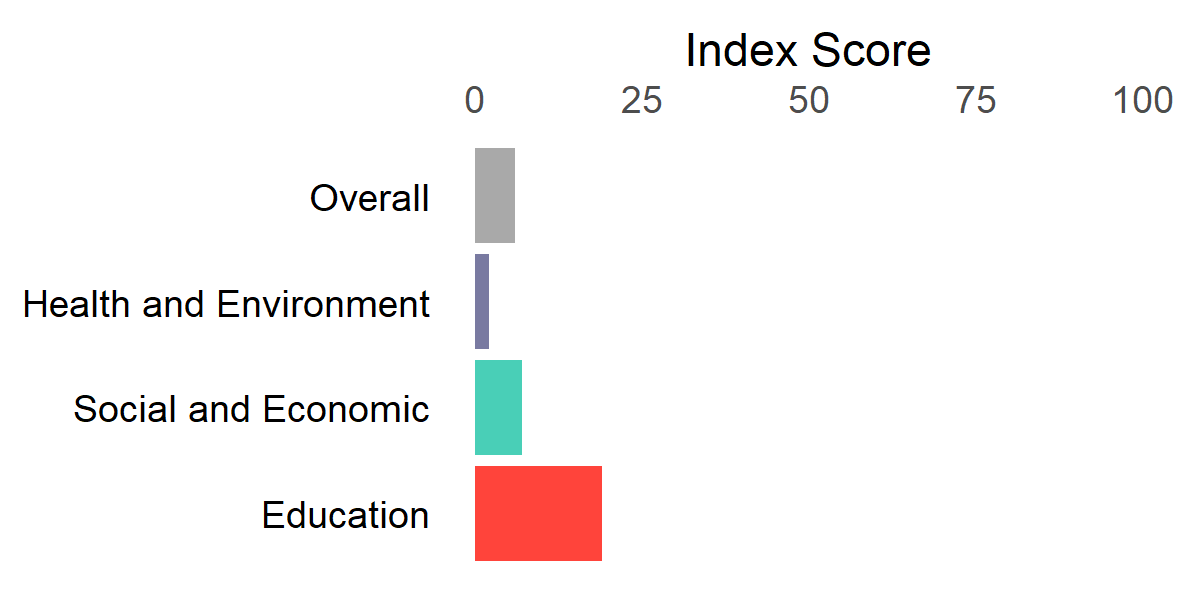 Index Score
0 25 50 75 100
Overall
Health and Environment
Social and Economic
Education